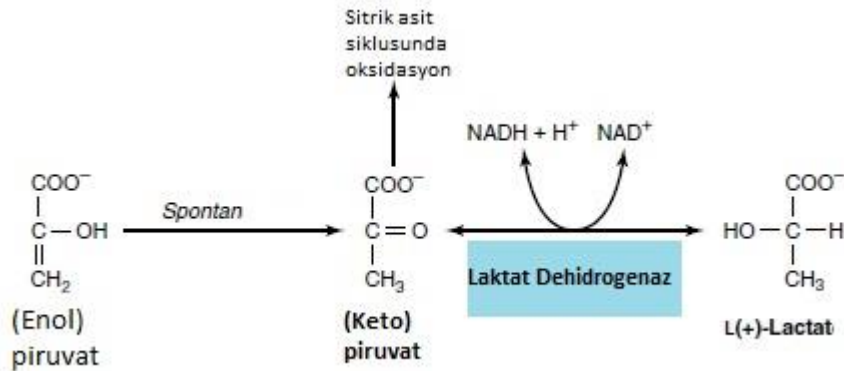 Sitrik asit
siklusunda
oksidasyon
NADH + H⁺ NAD⁺
COO⁻
C — OH
CH₂
(Enol)
piruvat
Spontan
COO⁻
C = O
CH₃
(Keto)
piruvat
Laktat Dehidrogenaz
COO⁻
HO — C — H
CH₃
L(+)-Lactat